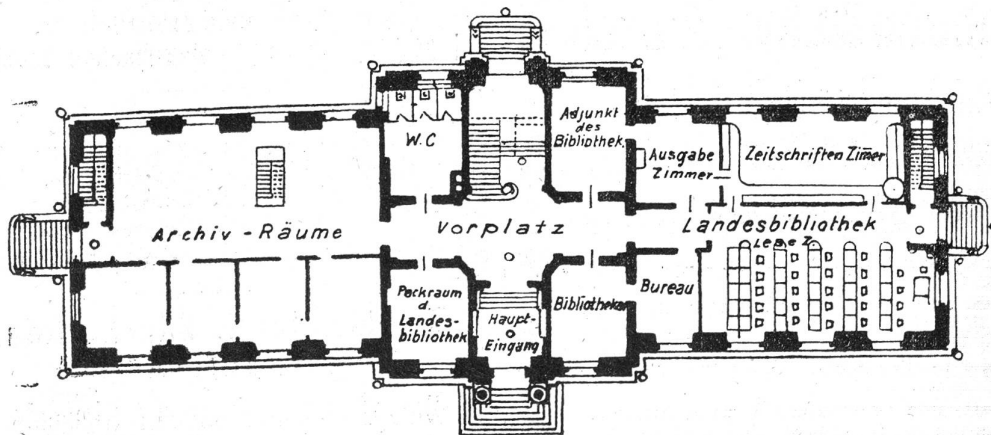 Adjunkt
des
Bibliothek.
W.C
Ausgabe
Zimmer
Zeitschriften Zimer
Archiv - Räume
Vorplatz
Landesbibliothek
Lese Z.
Packraum
d.
Landes-
bibliothek
Haupt-
Eingang
Bibliothekar
Bureau